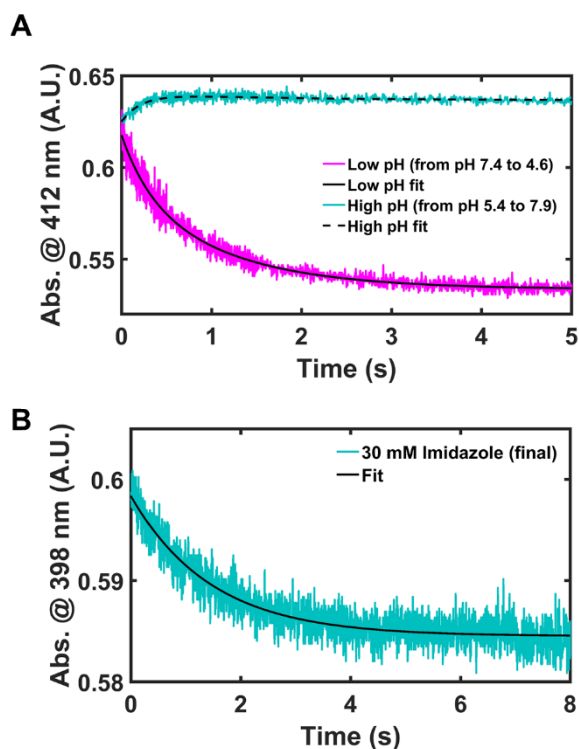 A
Abs. @ 412 nm (A.U.)
0.65
0.6
0.55
Low pH (from pH 7.4 to 4.6)
Low pH fit
High pH (from pH 5.4 to 7.9)
High pH fit
0 1 2 3 4 5
Time (s)
B
Abs. @ 398 nm (A.U.)
0.6
0.59
0.58
30 mM Imidazole (final)
Fit
0 2 4 6 8
Time (s)